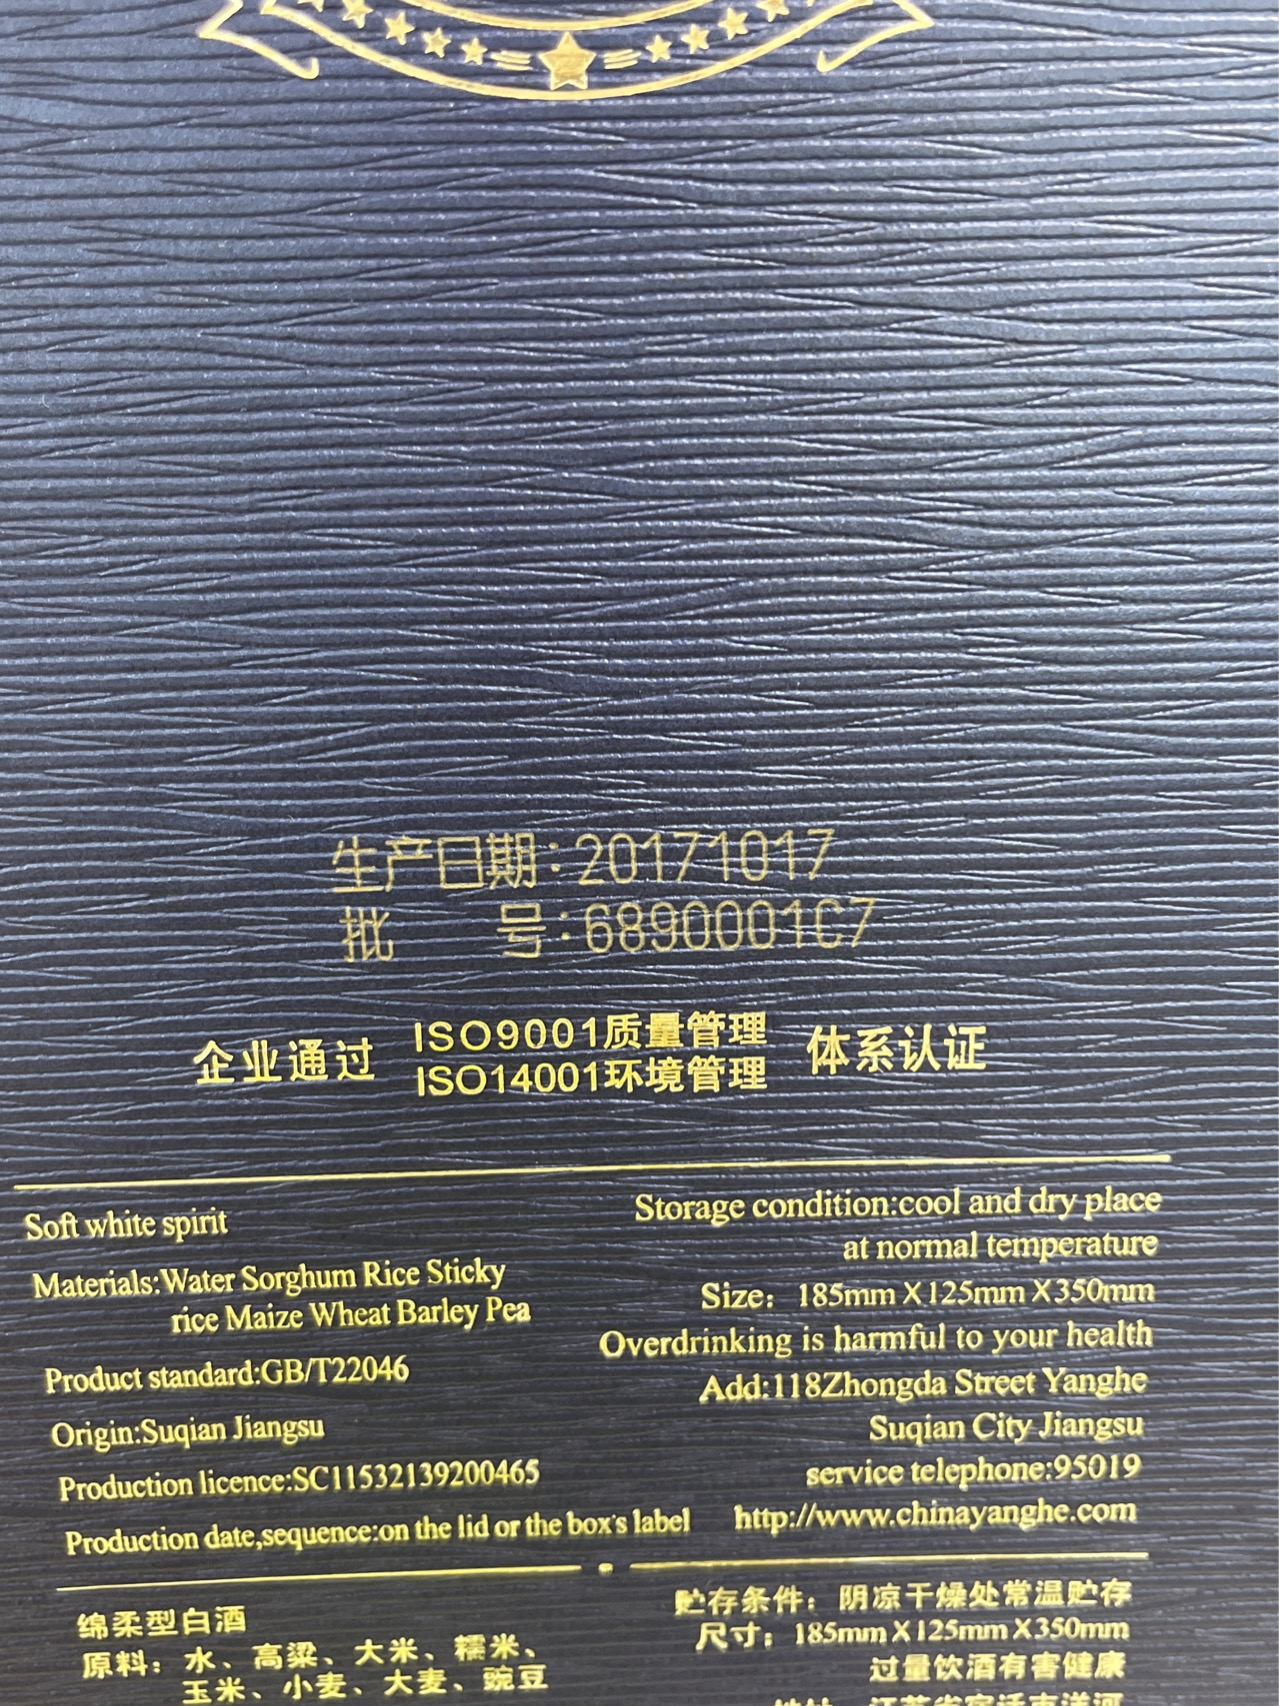 生产日期:20171017
批 号:6890001C7
企业通过 ISO9001质量管理 体系认证
ISO14001环境管理
Soft white spirit
Materials:Water Sorghum Rice Sticky
rice Maize Wheat Barley Pea
Product standard:GB/T22046
Origin:Suqian Jiangsu
Production licence:SC11532139200465
Production date,sequence:on the lid or the box's label
Storage condition:cool and dry place
at normal temperature
Size：185mm X 125mm X 350mm
Overdrinking is harmful to your health
Add:118Zhongda Street Yanghe
Suqian City Jiangsu
service telephone:95019
http://www.chinayanghe.com
绵柔型白酒
原料：水、高粱、大米、糯米、
玉米、小麦、大麦、豌豆
贮存条件：阴凉干燥处常温贮存
尺寸：185mm X 125mm X 350mm
过量饮酒有害健康